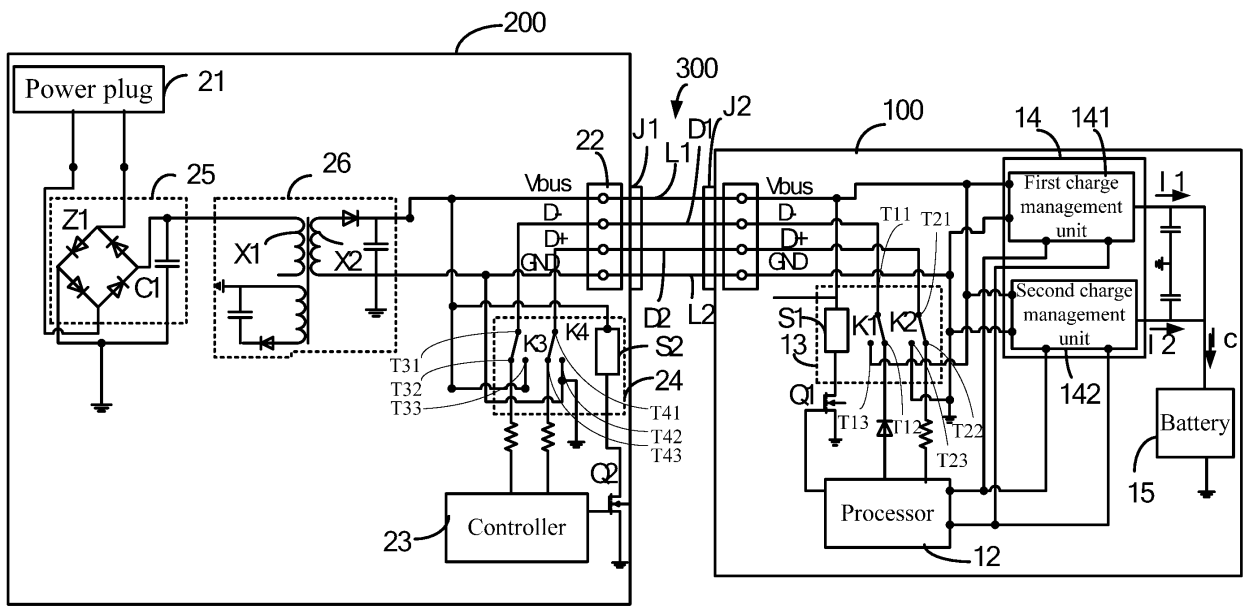 200
Power plug
21
300
J1
J2
D1
L1
22
100
14
141
25
26
Vbus
Vbus
First charge
management
unit
I 1
Z1
D-
D-
T11
T21
X1
X2
D+
D+
C1
GND
GND
Second charge
management
unit
D2
L2
S1
K1
K2
13
I 2
I c
K3
K4
S2
T31
T32
T33
24
142
T41
T42
T43
Q1
T13
T12
T22
T23
Battery
15
Q2
Controller
23
Processor
12